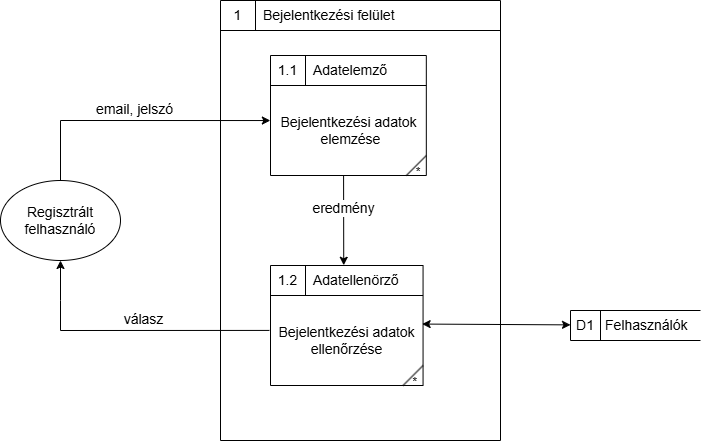 1 Bejelentkezési felület
1.1 Adatelemző
Bejelentkezési adatok
elemzése
*
email, jelszó
Regisztrált
felhasználó
eredmény
1.2 Adatellenörző
Bejelentkezési adatok
ellenőrzése
*
válasz
D1 Felhasználók